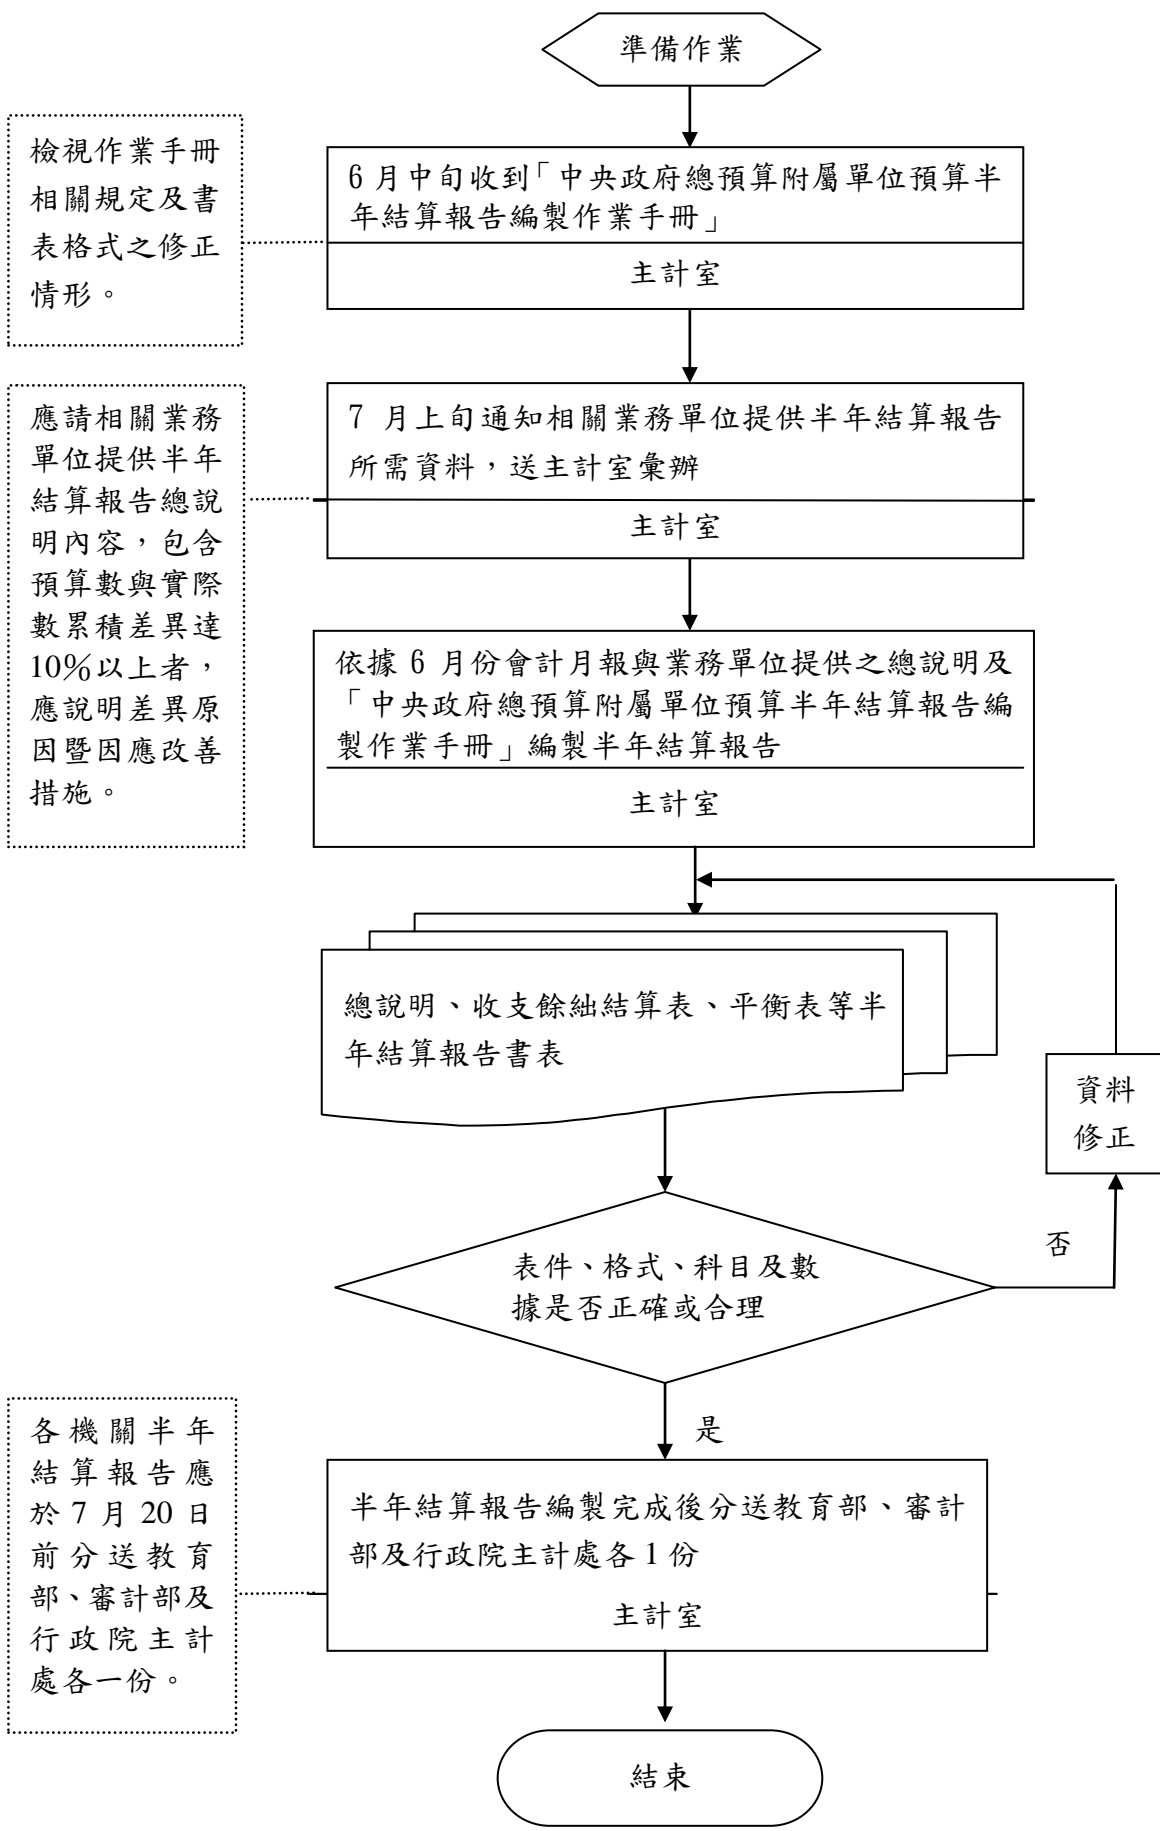 準備作業
檢視作業手冊
相關規定及書
表格式之修正
情形。
6 月中旬收到「中央政府總預算附屬單位預算半
年結算報告編製作業手冊」
主計室
應請相關業務
單位提供半年
結算報告總說
明內容，包含
預算數與實際
數累積差異達
10%以上者，
應說明差異原
因暨因應改善
措施。
7 月上旬通知相關業務單位提供半年結算報告
所需資料，送主計室彙辦
主計室
依據 6 月份會計月報與業務單位提供之總說明及
「中央政府總預算附屬單位預算半年結算報告編
製作業手冊」編製半年結算報告
主計室
總說明、收支餘絀結算表、平衡表等半
年結算報告書表
資料
修正
否
表件、格式、科目及數
據是否正確或合理
是
各機關半年
結算報告應
於 7 月 20 日
前分送教育
部、審計部及
行政院主計
處各一份。
半年結算報告編製完成後分送教育部、審計
部及行政院主計處各 1 份
主計室
結束